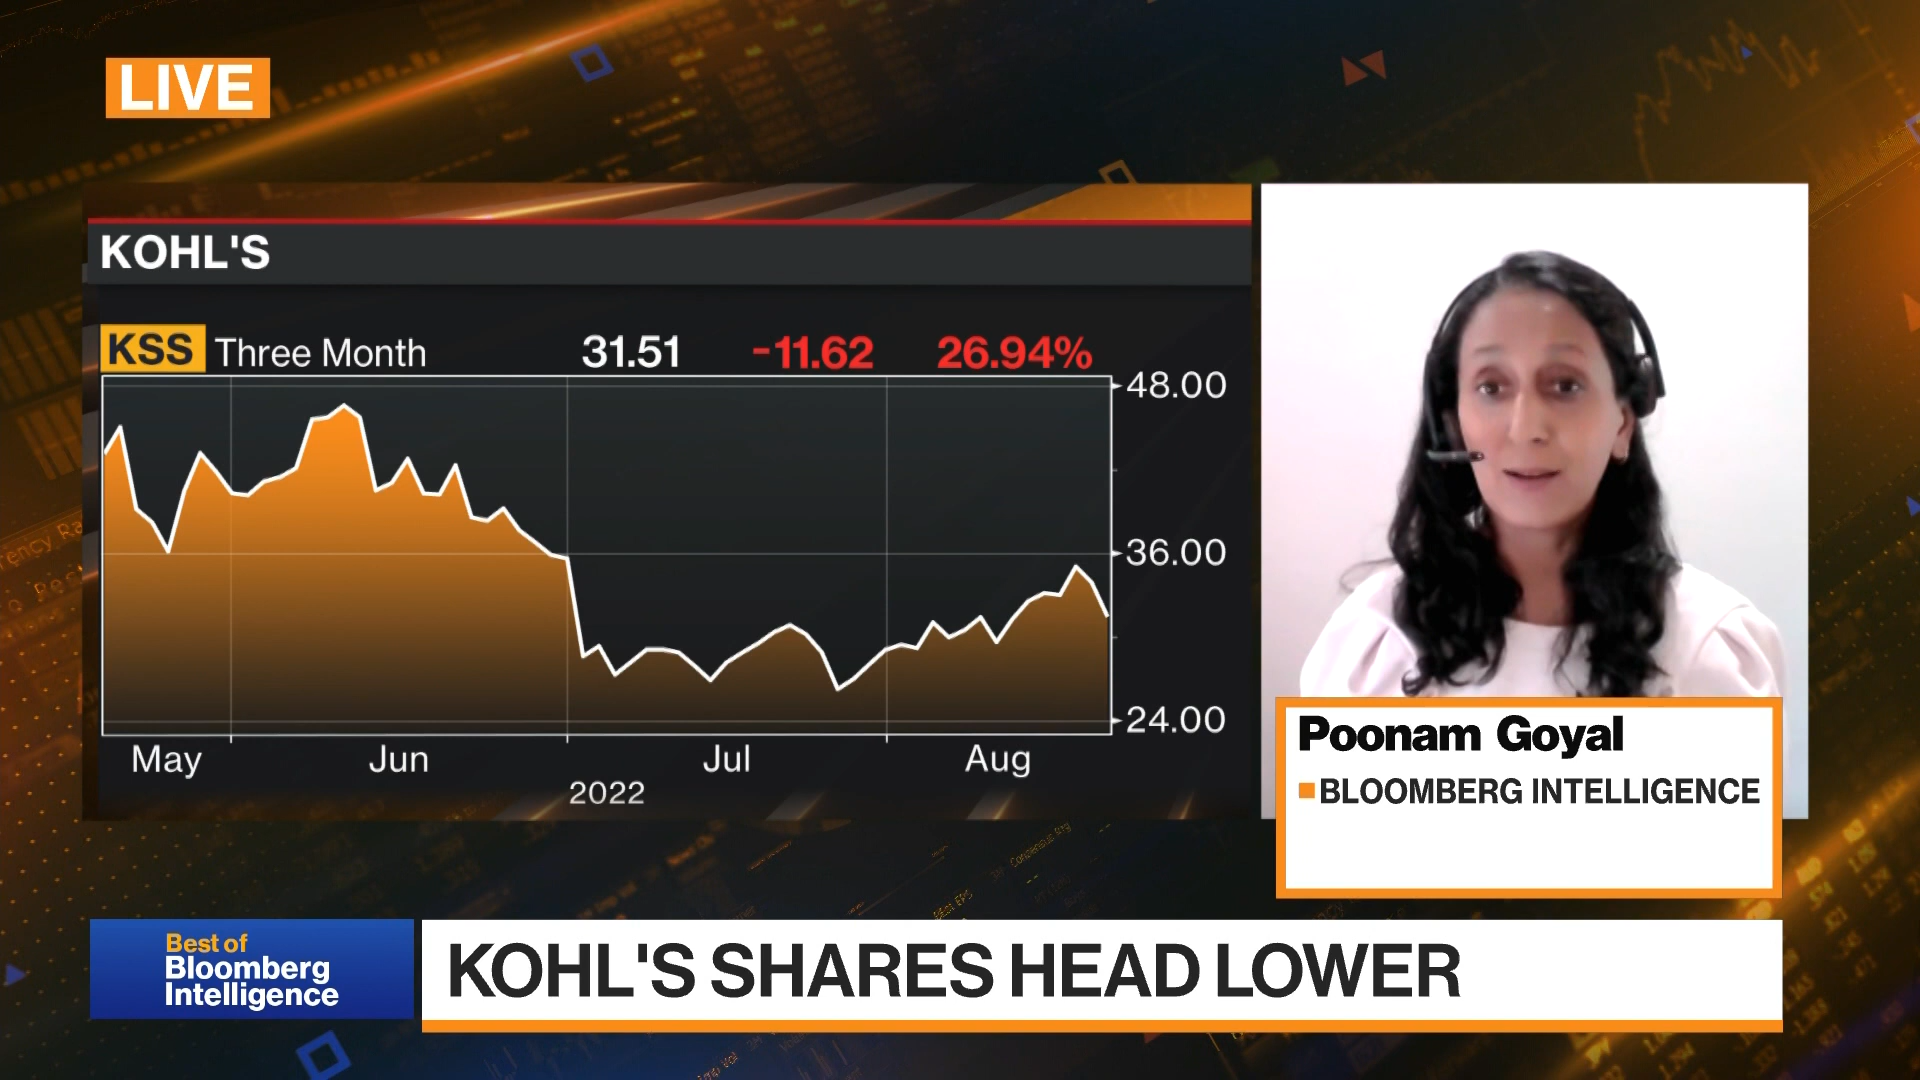 LIVE
KOHL'S
KSS Three Month 31.51 -11.62 26.94%
48.00
36.00
24.00
May Jun Jul Aug
2022
Poonam Goyal
BLOOMBERG INTELLIGENCE
Best of
Bloomberg
Intelligence
KOHL'S SHARES HEAD LOWER